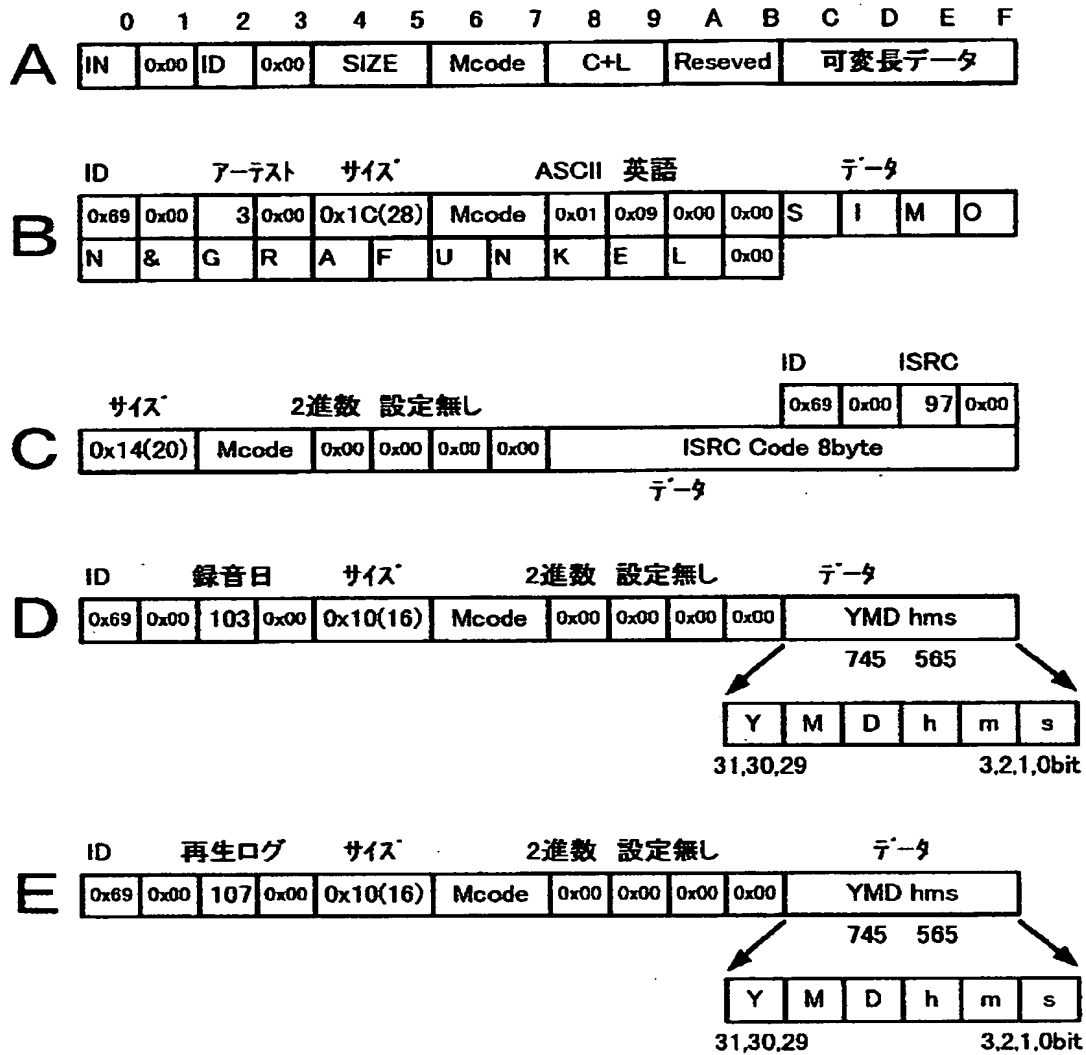 0 1 2 3 4 5 6 7 8 9 A B C D E F
A IN 0x00 ID 0x00 SIZE Mcode C+L Reseved 可変長データ
ID アーテスト サイズ ASCII 英語 データ
B 0x69 0x00 3 0x00 0x1C(28) Mcode 0x01 0x09 0x00 0x00 S I M O
N & G R A F U N K E L 0x00
ID ISRC
0x69 0x00 97 0x00
サイズ 2進数 設定無し
C 0x14(20) Mcode 0x00 0x00 0x00 0x00 ISRC Code 8byte
データ
ID 録音日 サイズ 2進数 設定無し データ
D 0x69 0x00 103 0x00 0x10(16) Mcode 0x00 0x00 0x00 0x00 YMD hms
745 565
Y M D h m s
31,30,29 3,2,1,0bit
ID 再生ログ サイズ 2進数 設定無し データ
E 0x69 0x00 107 0x00 0x10(16) Mcode 0x00 0x00 0x00 0x00 YMD hms
745 565
Y M D h m s
31,30,29 3,2,1,0bit